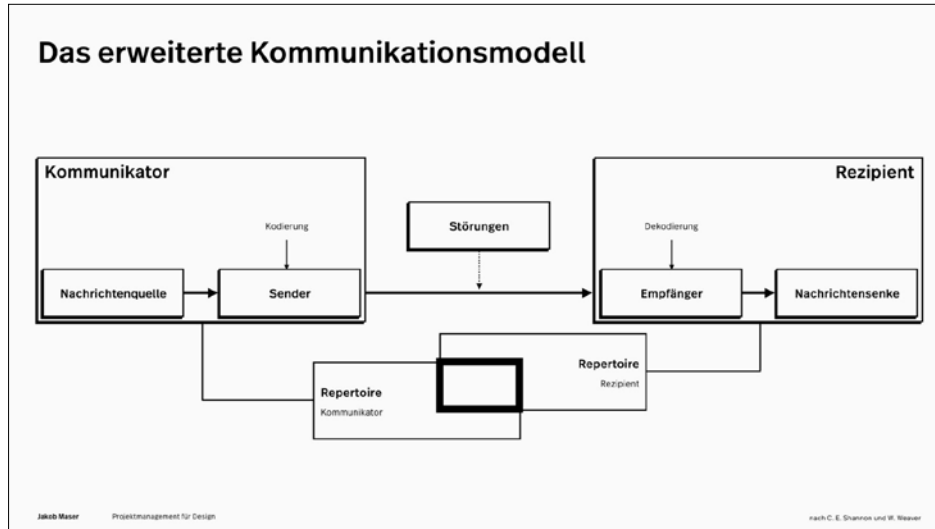 Das erweiterte Kommunikationsmodell
Kommunikator
Rezipient
Kodierung
Störungen
Dekodierung
Nachrichtenquelle
Sender
Empfänger
Nachrichtensenke
Repertoire
Rezipient
Repertoire
Kommunikator
Jakob Maser Projektmanagement für Design
nach C. E. Shannon und W. Weaver